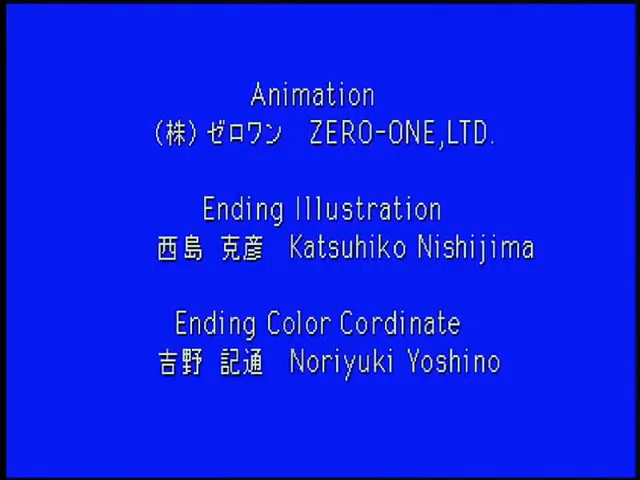 Animation
(株) ゼロワン ZERO-ONE,LTD.
Ending Illustration
西島 克彦 Katsuhiko Nishijima
Ending Color Cordinate
吉野 記通 Noriyuki Yoshino